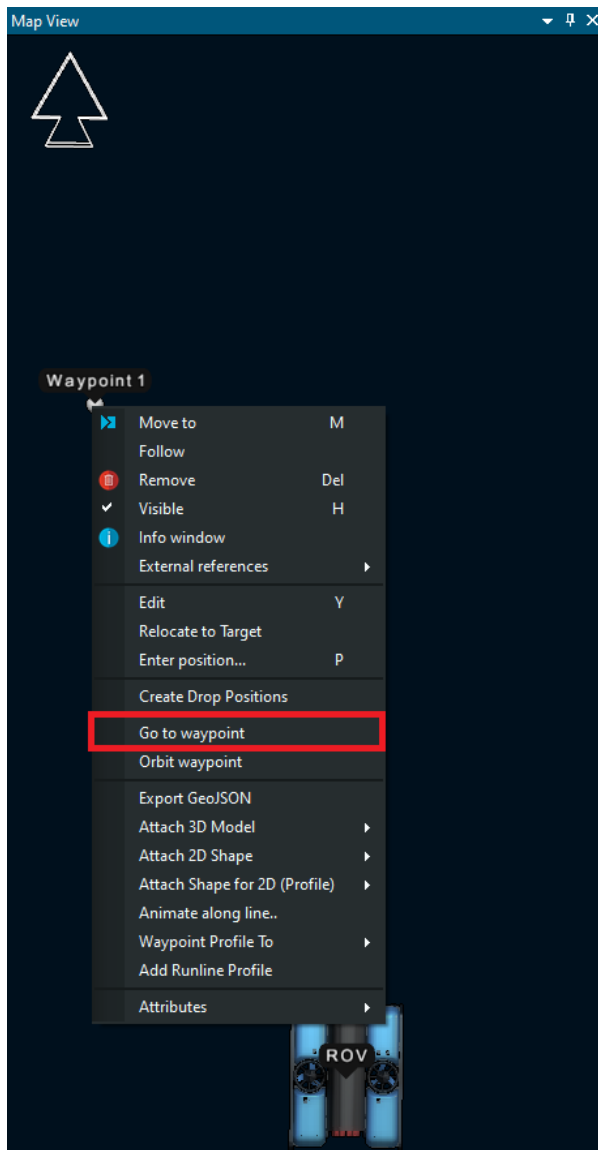 Map View
Waypoint 1
Move to M
Follow
Remove Del
Visible H
Info window
External references
Edit Y
Relocate to Target
Enter position... P
Create Drop Positions
Go to waypoint
Orbit waypoint
Export GeoJSON
Attach 3D Model
Attach 2D Shape
Attach Shape for 2D (Profile)
Animate along line..
Waypoint Profile To
Add Runline Profile
Attributes
ROV